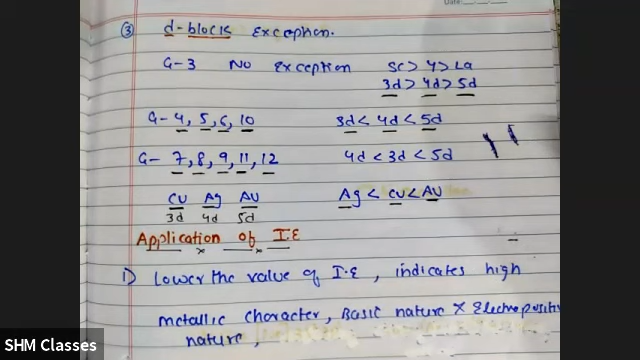 Date:
③ d-block Exception.
G-3 No Exception Sc > Y > La
3d > 4d > 5d
G-4, 5, 6, 10 3d < 4d < 5d
G-7, 8, 9, 11, 12 4d < 3d < 5d
Cu Ag Au Ag < Cu < Au
3d 4d 5d
Application of I.E
1) Lower the value of I.E, indicates high
metallic character, Basic nature x Electropositi
nature,
SHM Classes